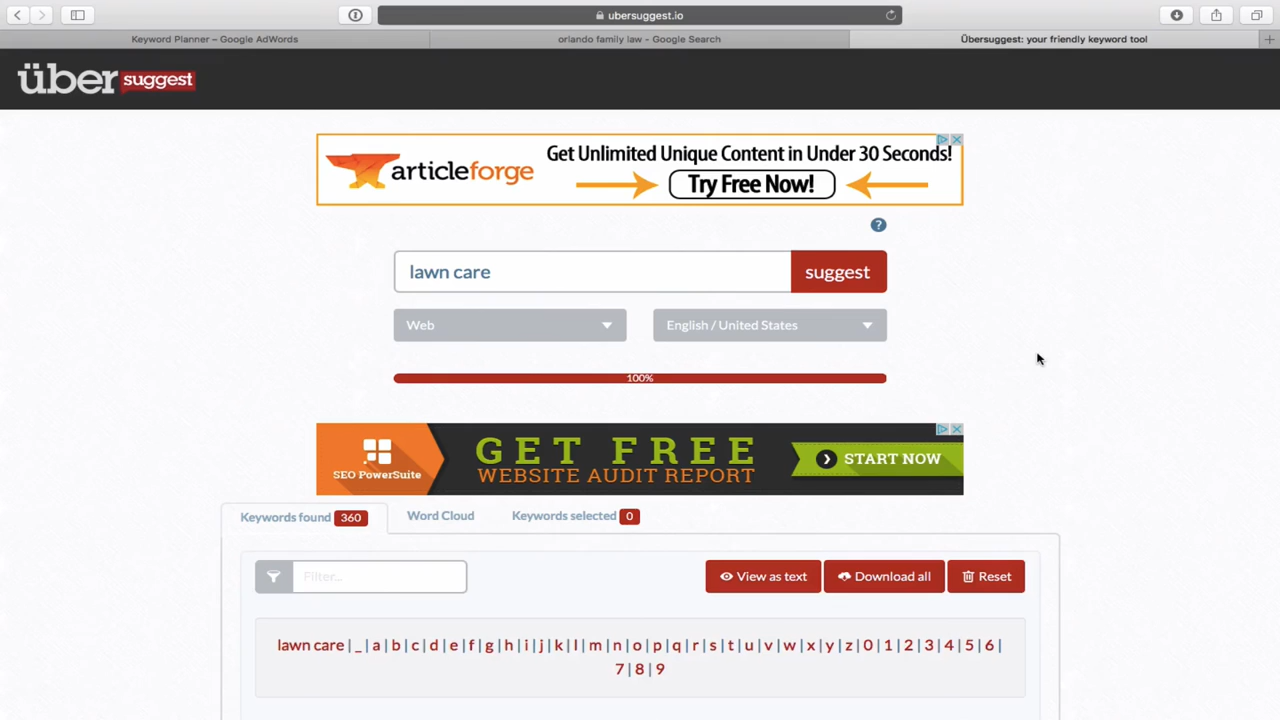 ubersuggest.io
Keyword Planner – Google AdWords
orlando family law - Google Search
Übersuggest: your friendly keyword tool
über suggest
articleforge
Get Unlimited Unique Content in Under 30 Seconds!
Try Free Now!
?
lawn care
suggest
Web
English / United States
100%
SEO PowerSuite
GET FREE
WEBSITE AUDIT REPORT
START NOW
Keywords found 360
Word Cloud
Keywords selected 0
Filter...
View as text
Download all
Reset
lawn care | _ | a | b | c | d | e | f | g | h | i | j | k | l | m | n | o | p | q | r | s | t | u | v | w | x | y | z | 0 | 1 | 2 | 3 | 4 | 5 | 6 |
7 | 8 | 9